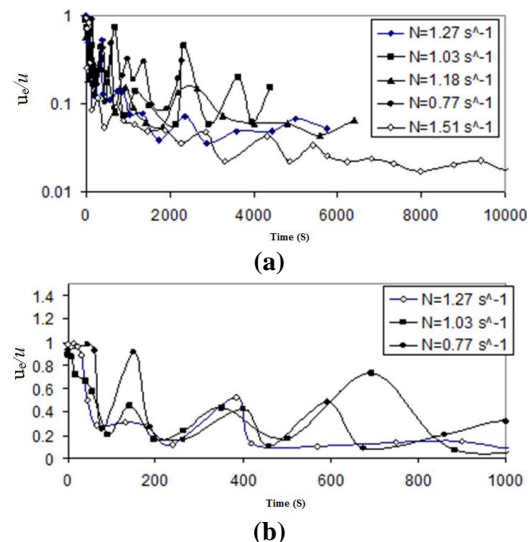 1
0.1
0.01
uₑ/u
N=1.27 s^-1
N=1.03 s^-1
N=1.18 s^-1
N=0.77 s^-1
N=1.51 s^-1
0 2000 4000 6000 8000 10000
Time (S)
(a)
1.4
1.2
1
0.8
0.6
0.4
0.2
0
uₑ/u
N=1.27 s^-1
N=1.03 s^-1
N=0.77 s^-1
0 200 400 600 800 1000
Time (S)
(b)